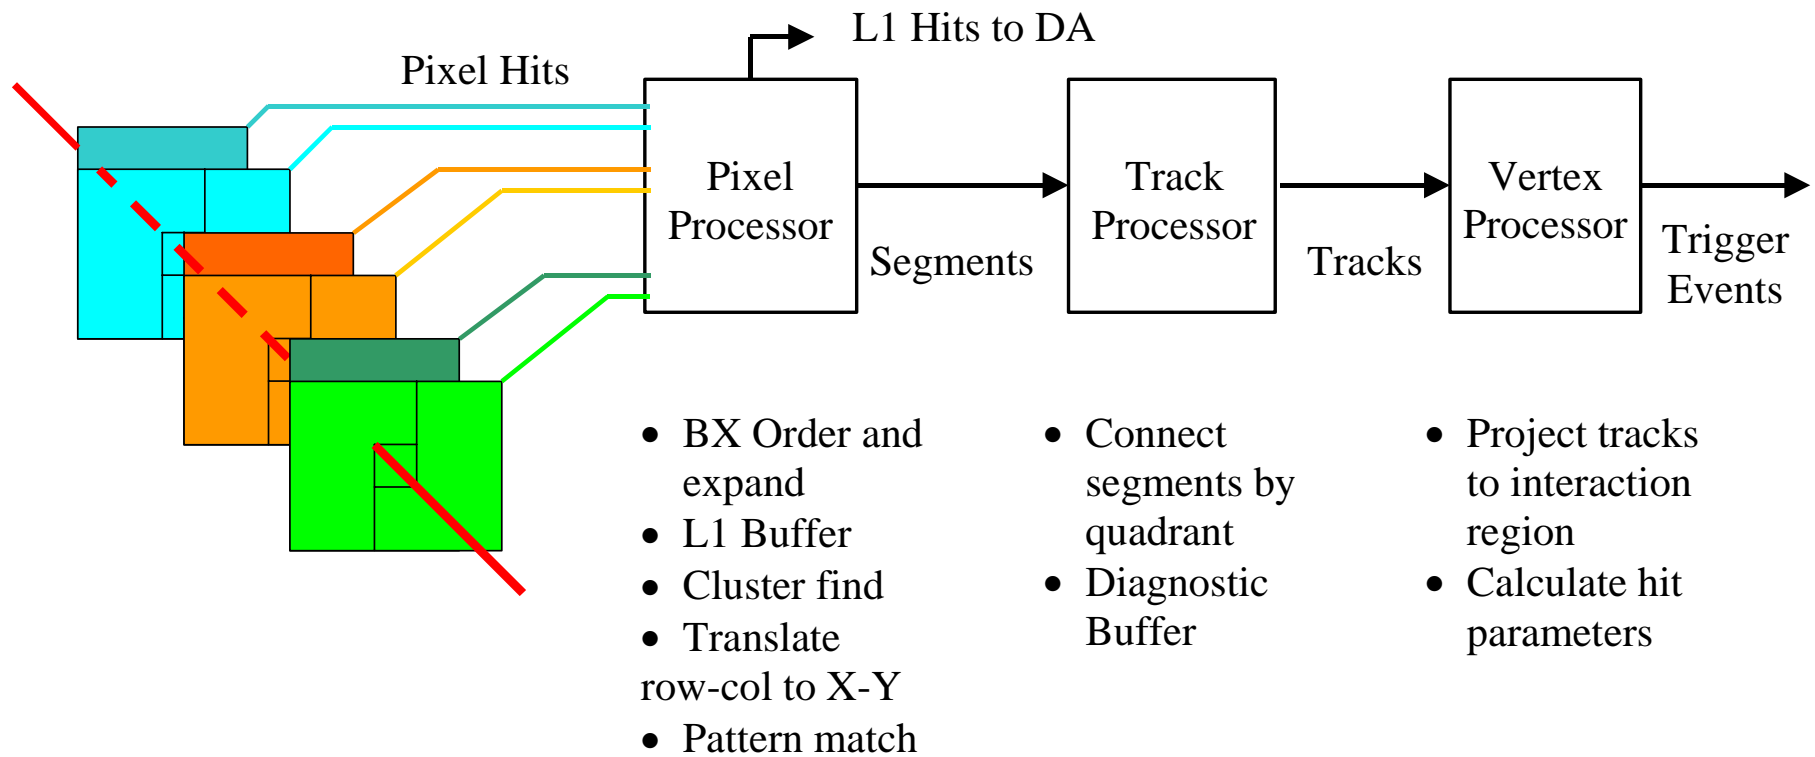 L1 Hits to DA
Pixel Hits
Pixel
Processor
Track
Processor
Vertex
Processor
Segments
Tracks
Trigger
Events
• BX Order and
expand
• L1 Buffer
• Cluster find
• Translate
row-col to X-Y
• Pattern match
• Connect
segments by
quadrant
• Diagnostic
Buffer
• Project tracks
to interaction
region
• Calculate hit
parameters